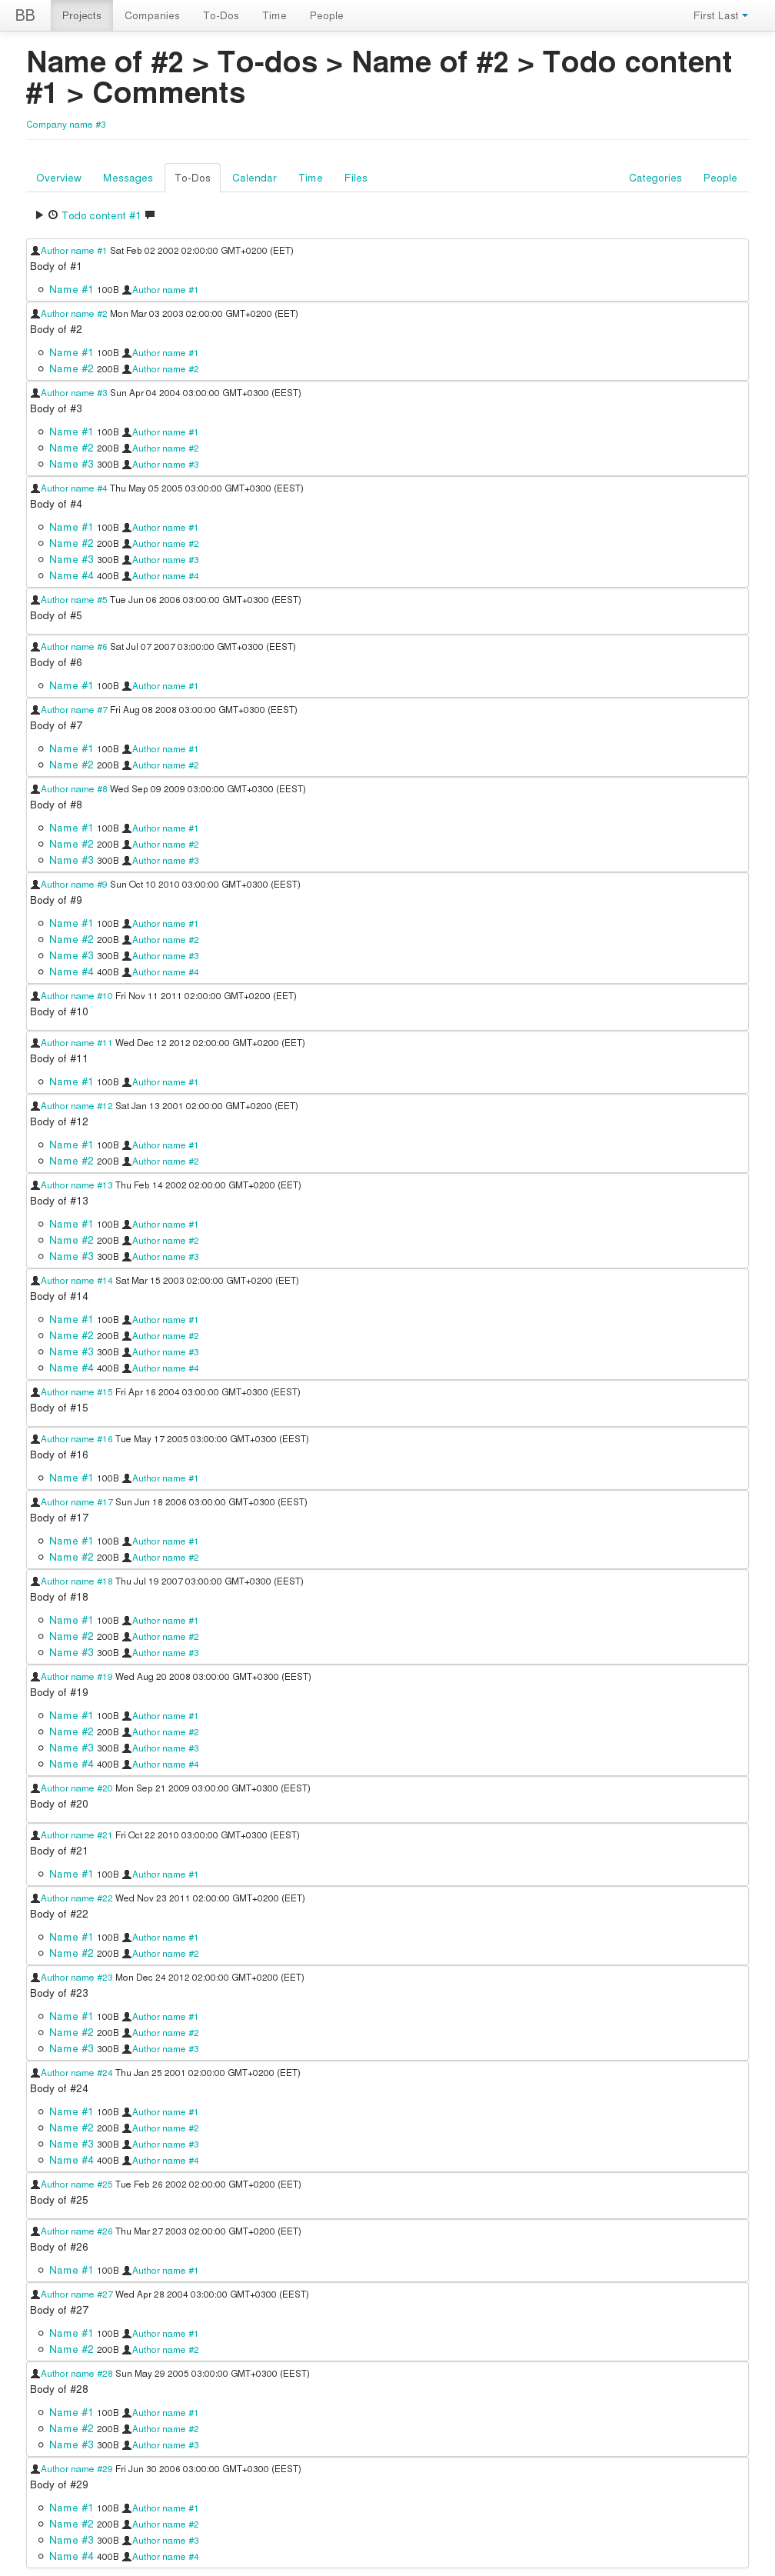 BB Projects Companies To-Dos Time People First Last
Name of #2 > To-dos > Name of #2 > Todo content
#1 > Comments
Company name #3
Overview Messages To-Dos Calendar Time Files Categories People
Todo content #1
Author name #1 Sat Feb 02 2002 02:00:00 GMT+0200 (EET)
Body of #1
Name #1 100B Author name #1
Author name #2 Mon Mar 03 2003 02:00:00 GMT+0200 (EET)
Body of #2
Name #1 100B Author name #1
Name #2 200B Author name #2
Author name #3 Sun Apr 04 2004 03:00:00 GMT+0300 (EEST)
Body of #3
Name #1 100B Author name #1
Name #2 200B Author name #2
Name #3 300B Author name #3
Author name #4 Thu May 05 2005 03:00:00 GMT+0300 (EEST)
Body of #4
Name #1 100B Author name #1
Name #2 200B Author name #2
Name #3 300B Author name #3
Name #4 400B Author name #4
Author name #5 Tue Jun 06 2006 03:00:00 GMT+0300 (EEST)
Body of #5
Author name #6 Sat Jul 07 2007 03:00:00 GMT+0300 (EEST)
Body of #6
Name #1 100B Author name #1
Author name #7 Fri Aug 08 2008 03:00:00 GMT+0300 (EEST)
Body of #7
Name #1 100B Author name #1
Name #2 200B Author name #2
Author name #8 Wed Sep 09 2009 03:00:00 GMT+0300 (EEST)
Body of #8
Name #1 100B Author name #1
Name #2 200B Author name #2
Name #3 300B Author name #3
Author name #9 Sun Oct 10 2010 03:00:00 GMT+0300 (EEST)
Body of #9
Name #1 100B Author name #1
Name #2 200B Author name #2
Name #3 300B Author name #3
Name #4 400B Author name #4
Author name #10 Fri Nov 11 2011 02:00:00 GMT+0200 (EET)
Body of #10
Author name #11 Wed Dec 12 2012 02:00:00 GMT+0200 (EET)
Body of #11
Name #1 100B Author name #1
Author name #12 Sat Jan 13 2001 02:00:00 GMT+0200 (EET)
Body of #12
Name #1 100B Author name #1
Name #2 200B Author name #2
Author name #13 Thu Feb 14 2002 02:00:00 GMT+0200 (EET)
Body of #13
Name #1 100B Author name #1
Name #2 200B Author name #2
Name #3 300B Author name #3
Author name #14 Sat Mar 15 2003 02:00:00 GMT+0200 (EET)
Body of #14
Name #1 100B Author name #1
Name #2 200B Author name #2
Name #3 300B Author name #3
Name #4 400B Author name #4
Author name #15 Fri Apr 16 2004 03:00:00 GMT+0300 (EEST)
Body of #15
Author name #16 Tue May 17 2005 03:00:00 GMT+0300 (EEST)
Body of #16
Name #1 100B Author name #1
Author name #17 Sun Jun 18 2006 03:00:00 GMT+0300 (EEST)
Body of #17
Name #1 100B Author name #1
Name #2 200B Author name #2
Author name #18 Thu Jul 19 2007 03:00:00 GMT+0300 (EEST)
Body of #18
Name #1 100B Author name #1
Name #2 200B Author name #2
Name #3 300B Author name #3
Author name #19 Wed Aug 20 2008 03:00:00 GMT+0300 (EEST)
Body of #19
Name #1 100B Author name #1
Name #2 200B Author name #2
Name #3 300B Author name #3
Name #4 400B Author name #4
Author name #20 Mon Sep 21 2009 03:00:00 GMT+0300 (EEST)
Body of #20
Author name #21 Fri Oct 22 2010 03:00:00 GMT+0300 (EEST)
Body of #21
Name #1 100B Author name #1
Author name #22 Wed Nov 23 2011 02:00:00 GMT+0200 (EET)
Body of #22
Name #1 100B Author name #1
Name #2 200B Author name #2
Author name #23 Mon Dec 24 2012 02:00:00 GMT+0200 (EET)
Body of #23
Name #1 100B Author name #1
Name #2 200B Author name #2
Name #3 300B Author name #3
Author name #24 Thu Jan 25 2001 02:00:00 GMT+0200 (EET)
Body of #24
Name #1 100B Author name #1
Name #2 200B Author name #2
Name #3 300B Author name #3
Name #4 400B Author name #4
Author name #25 Tue Feb 26 2002 02:00:00 GMT+0200 (EET)
Body of #25
Author name #26 Thu Mar 27 2003 02:00:00 GMT+0200 (EET)
Body of #26
Name #1 100B Author name #1
Author name #27 Wed Apr 28 2004 03:00:00 GMT+0300 (EEST)
Body of #27
Name #1 100B Author name #1
Name #2 200B Author name #2
Author name #28 Sun May 29 2005 03:00:00 GMT+0300 (EEST)
Body of #28
Name #1 100B Author name #1
Name #2 200B Author name #2
Name #3 300B Author name #3
Author name #29 Fri Jun 30 2006 03:00:00 GMT+0300 (EEST)
Body of #29
Name #1 100B Author name #1
Name #2 200B Author name #2
Name #3 300B Author name #3
Name #4 400B Author name #4